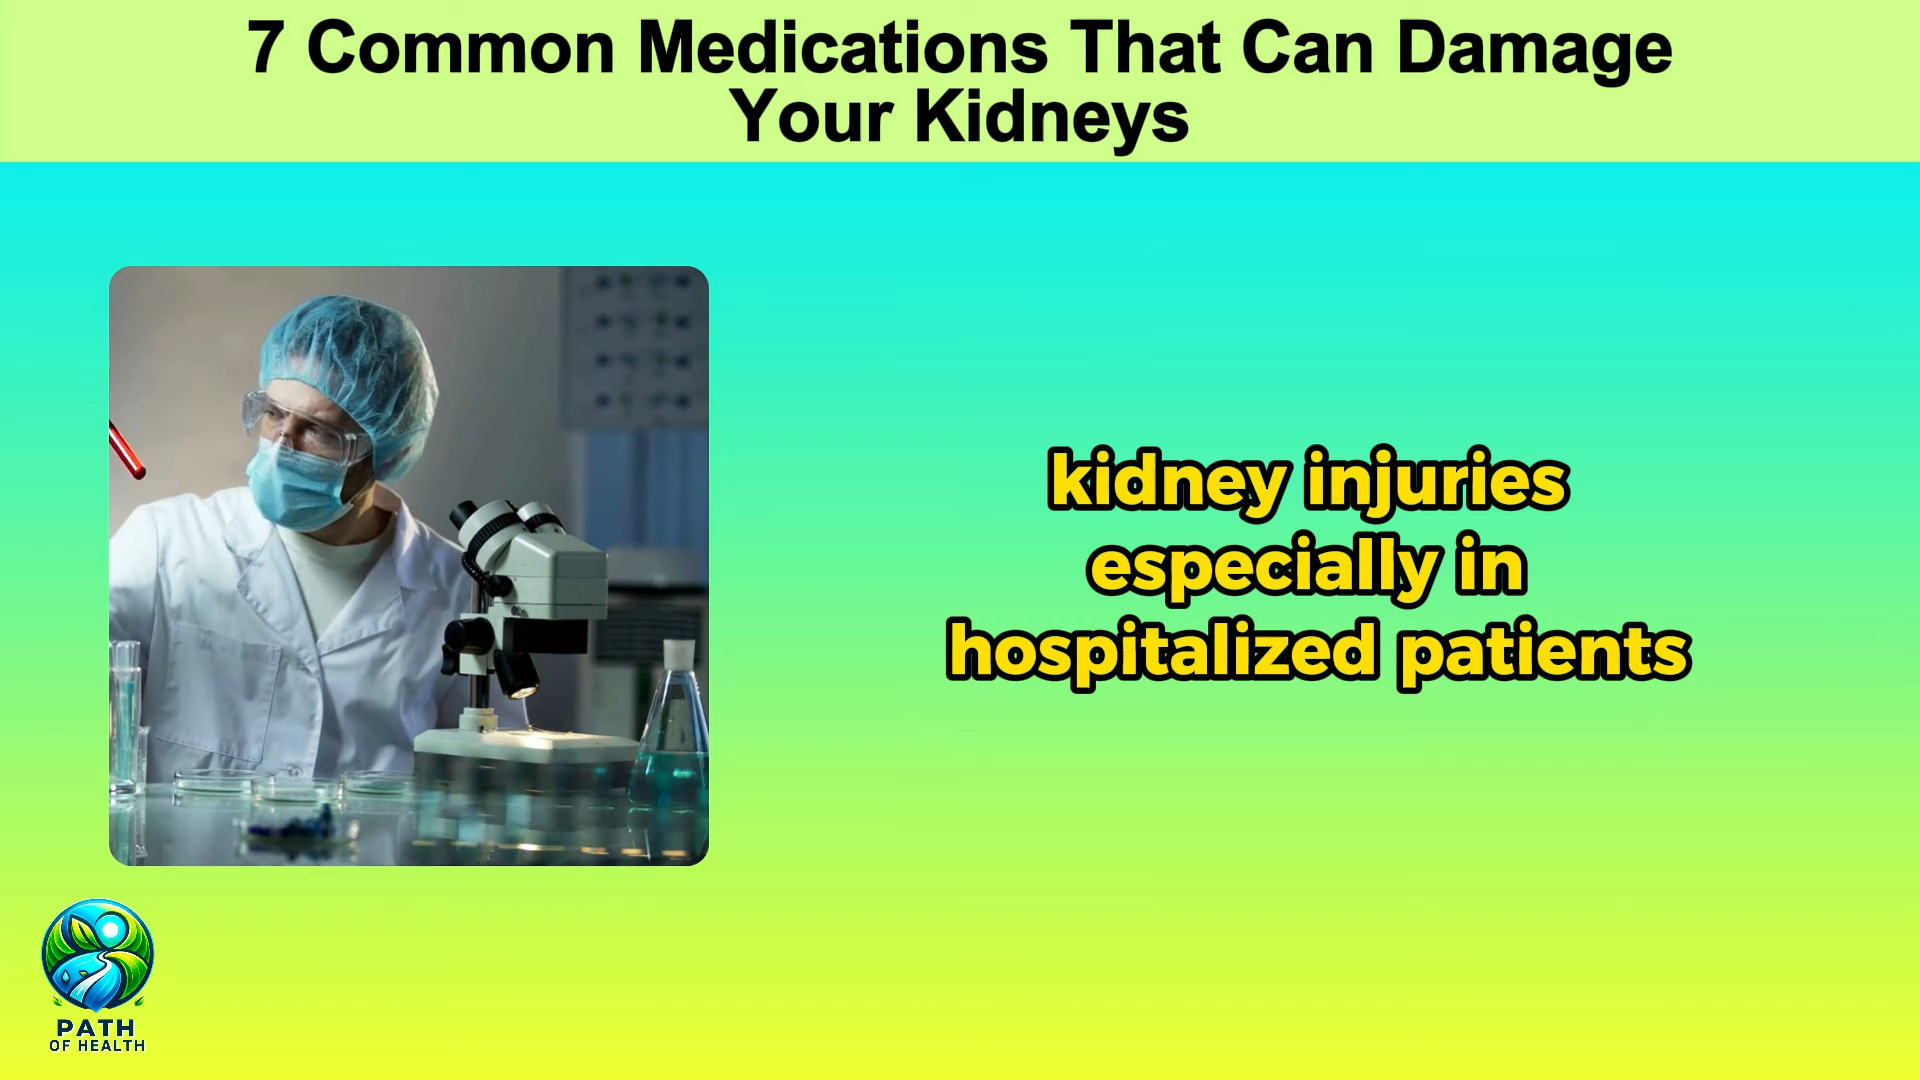 7 Common Medications That Can Damage
Your Kidneys
kidney injuries
especially in
hospitalized patients
PATH
OF HEALTH